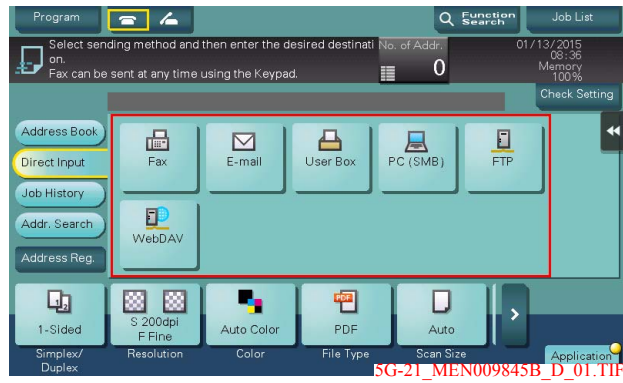 Program
Function
Search
Job List
Select sending method and then enter the desired destinati
on.
Fax can be sent at any time using the Keypad.
No. of Addr.
0
01/13/2015
08:36
Memory
100%
Check Setting
Address Book
Direct Input
Job History
Addr. Search
Address Reg.
Fax
E-mail
User Box
PC (SMB)
FTP
WebDAV
1-Sided
S 200dpi
F Fine
Auto Color
PDF
PDF
Auto
Simplex/
Duplex
Resolution
Color
File Type
Scan Size
Application
5G-21_MEN009845B_D_01.TIF